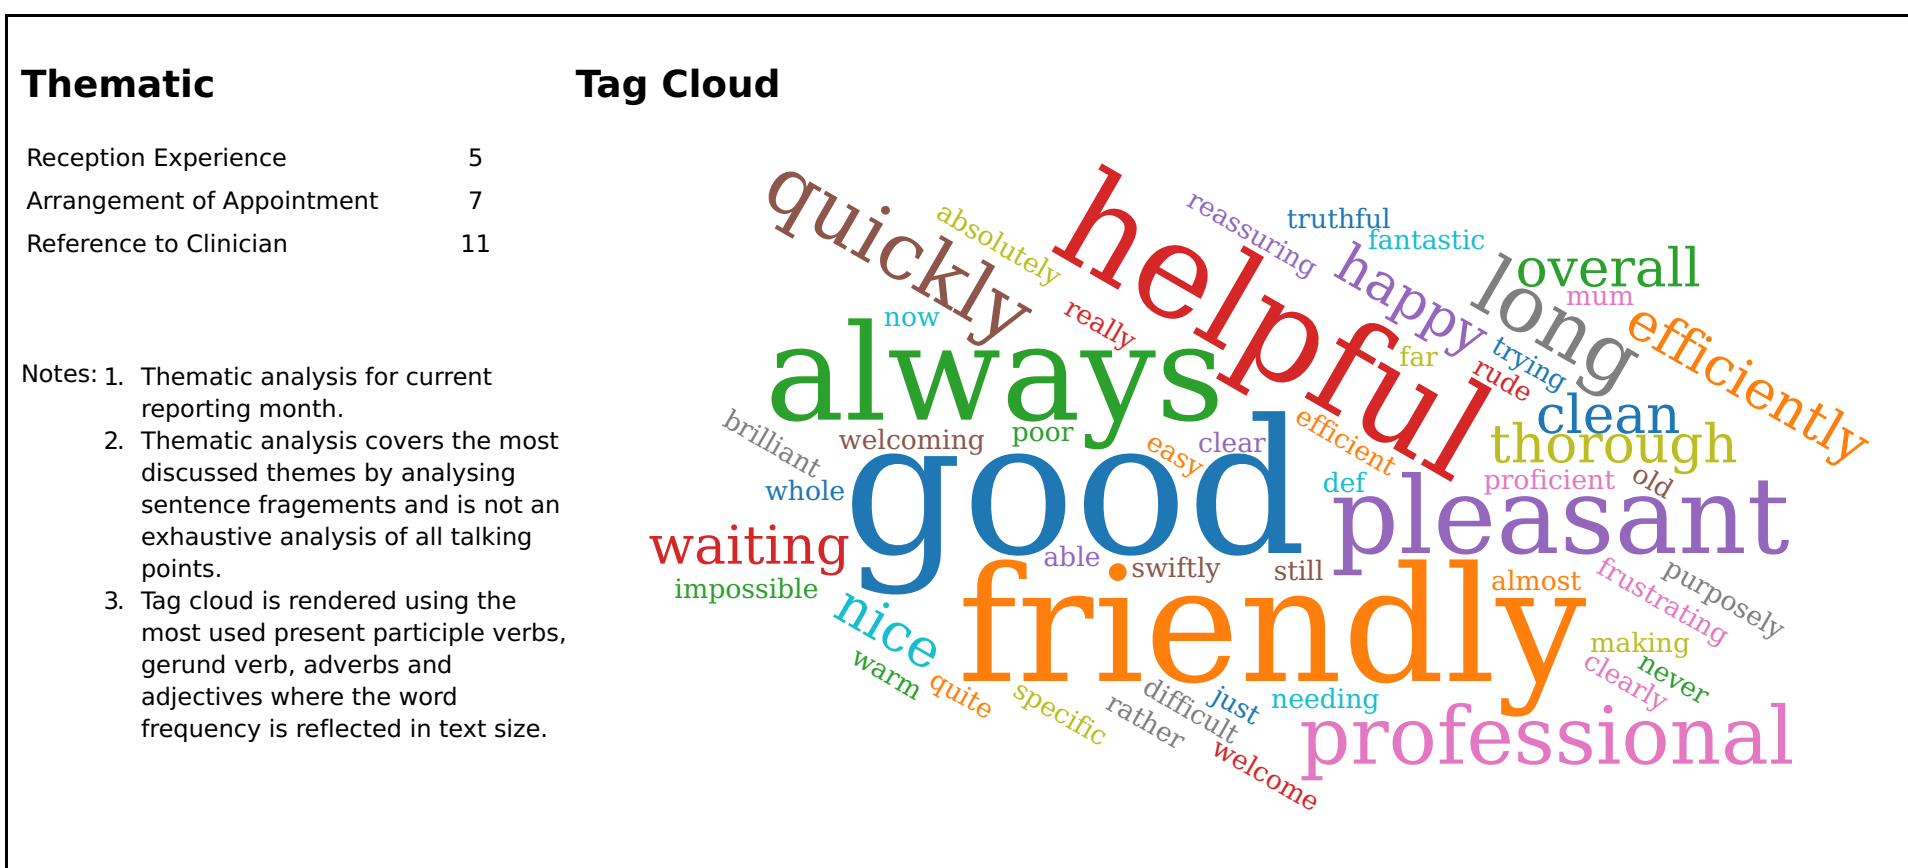 Thematic
Reception Experience 5
Arrangement of Appointment 7
Reference to Clinician 11
Notes: 1. Thematic analysis for current
reporting month.
2. Thematic analysis covers the most
discussed themes by analysing
sentence fragements and is not an
exhaustive analysis of all talking
points.
3. Tag cloud is rendered using the
most used present participle verbs,
gerund verb, adverbs and
adjectives where the word
frequency is reflected in text size.
Tag Cloud
quickly
absolutely
helpful
reassuring
truthful
fantastic
happy
long
overall
mum
efficiently
now
really
always
far
trying
rude
clean
thorough
brilliant
welcoming
poor
easy
clear
efficient
whole
good
def
proficient
old
pleasant
waiting
impossible
able
swiftly
still
almost
frustrating
purposely
nice
friendly
making
clearly
never
warm
quite
specific
rather
difficult
just
needing
welcome
professional